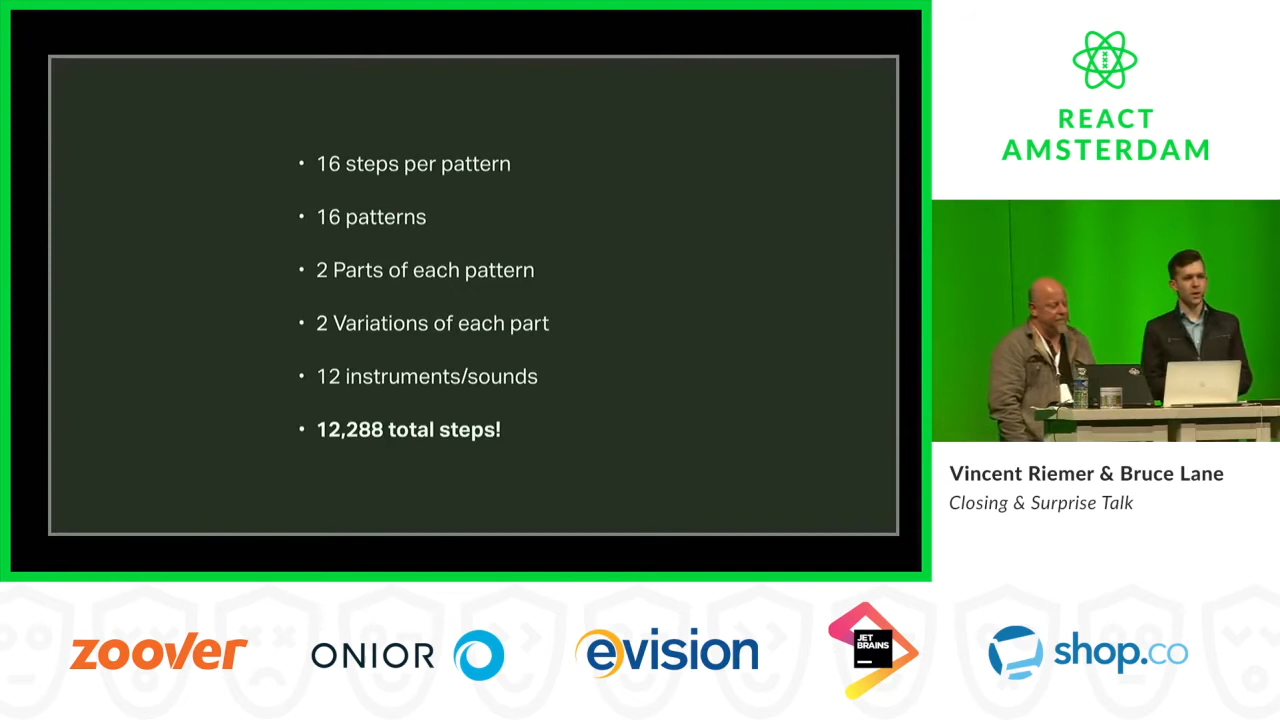 • 16 steps per pattern
• 16 patterns
• 2 Parts of each pattern
• 2 Variations of each part
• 12 instruments/sounds
• 12,288 total steps!
REACT
AMSTERDAM
Vincent Riemer & Bruce Lane
Closing & Surprise Talk
zoover
ONIOR
evision
JET
BRAINS
shop.co